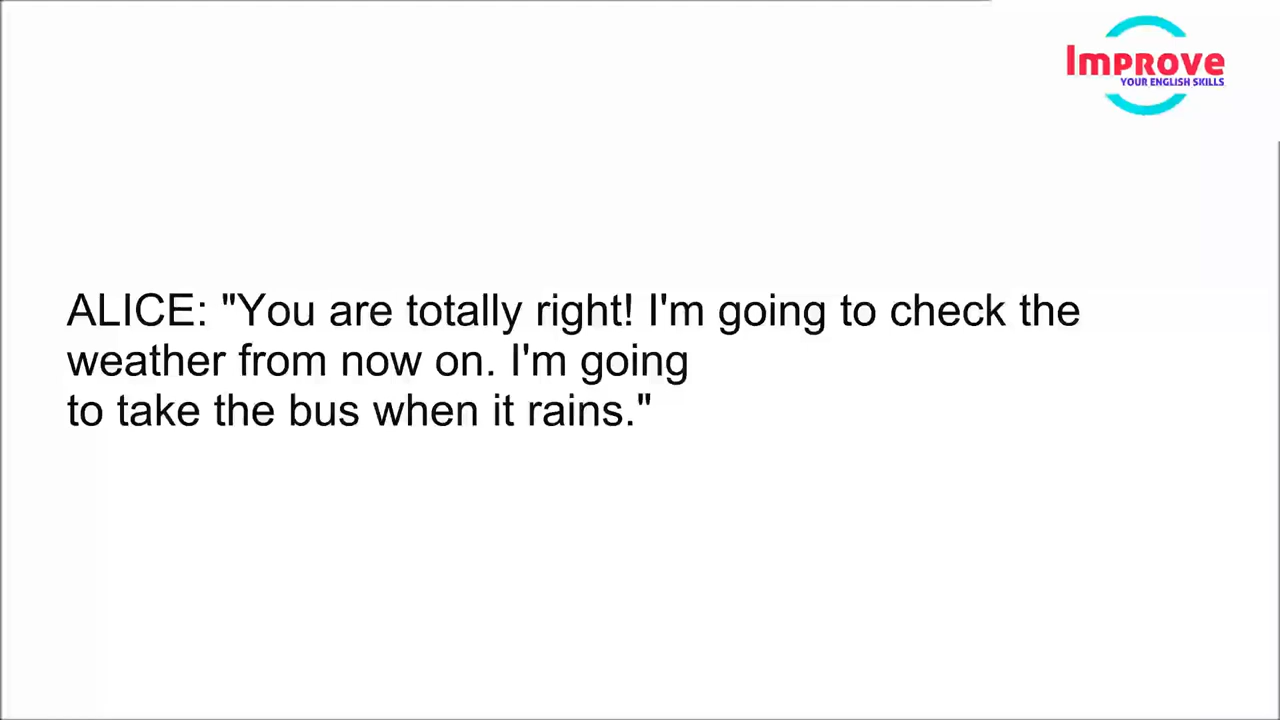 Improve
YOUR ENGLISH SKILLS
ALICE: "You are totally right! I'm going to check the
weather from now on. I'm going
to take the bus when it rains."